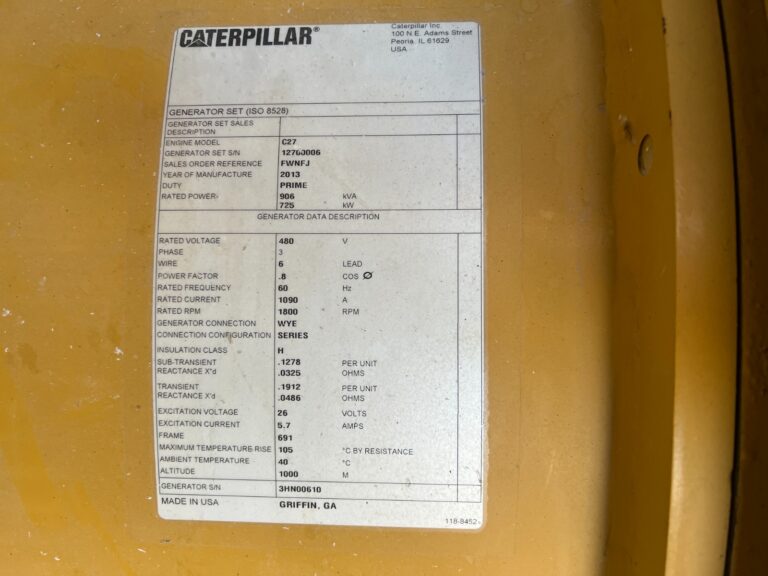 CATERPILLAR®
Caterpillar Inc.
100 N.E. Adams Street
Peoria, IL 61629
USA
GENERATOR SET (ISO 8528)
GENERATOR SET SALES
DESCRIPTION
ENGINE MODEL C27
GENERATOR SET S/N 12760006
SALES ORDER REFERENCE FWNFJ
YEAR OF MANUFACTURE 2013
DUTY PRIME
RATED POWER- 906 kVA
725 kW
GENERATOR DATA DESCRIPTION
RATED VOLTAGE 480 V
PHASE 3
WIRE 6 LEAD
POWER FACTOR .8 COS Ø
RATED FREQUENCY 60 Hz
RATED CURRENT 1090 A
RATED RPM 1800 RPM
GENERATOR CONNECTION WYE
CONNECTION CONFIGURATION SERIES
INSULATION CLASS H
SUB-TRANSIENT .1278 PER UNIT
REACTANCE X"d .0325 OHMS
TRANSIENT .1912 PER UNIT
REACTANCE X'd .0486 OHMS
EXCITATION VOLTAGE 26 VOLTS
EXCITATION CURRENT 5.7 AMPS
FRAME 691
MAXIMUM TEMPERATURE RISE 105 °C BY RESISTANCE
AMBIENT TEMPERATURE 40 °C
ALTITUDE 1000 M
GENERATOR S/N 3HN00610
MADE IN USA GRIFFIN, GA
118-8452